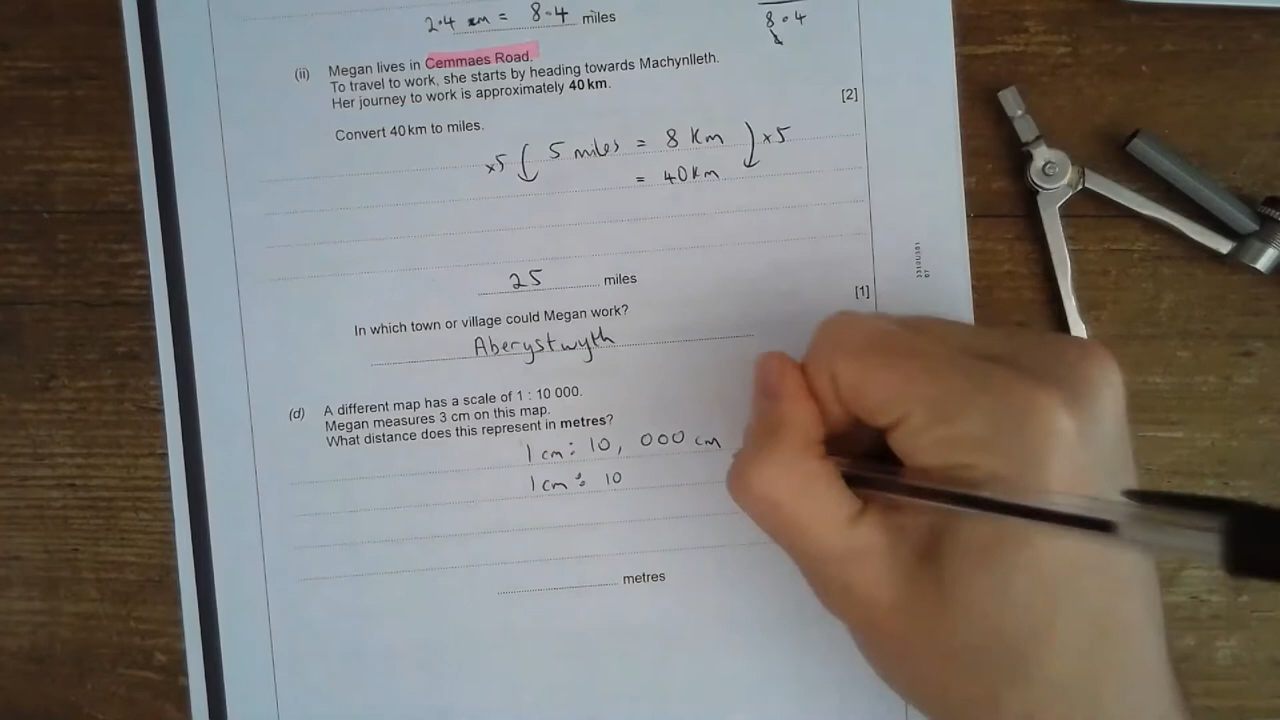 2.4 cm = 8.4 miles
8.4
(ii) Megan lives in Cemmaes Road.
To travel to work, she starts by heading towards Machynlleth.
Her journey to work is approximately 40 km.
[2]
Convert 40 km to miles.
×5 5 miles = 8 Km ×5
= 40 Km
25 miles
[1]
In which town or village could Megan work?
Aberystwyth
(d) A different map has a scale of 1 : 10 000.
Megan measures 3 cm on this map.
What distance does this represent in metres?
1 cm : 10, 000 cm
1 cm : 10
metres